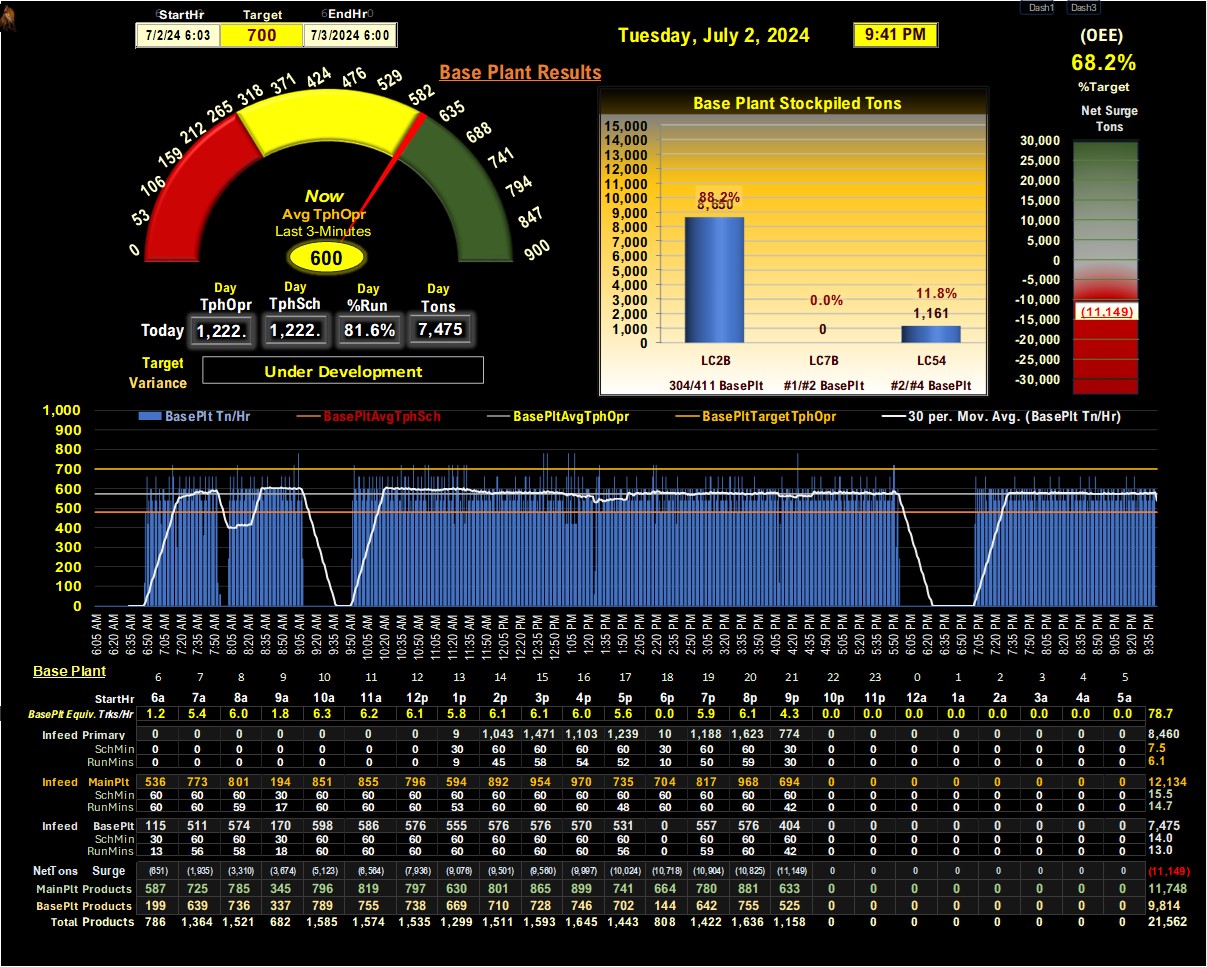 Dash1 Dash3
StartHr Target EndHr
7/2/24 6:03 700 7/3/2024 6:00
Tuesday, July 2, 2024 9:41 PM
(OEE)
68.2%
%Target
Net Surge
Tons
Base Plant Results
0 53 106 159 212 265 318 371 424 476 529 582 635 688 741 794 847 900
Now
Avg TphOpr
Last 3-Minutes
600
Day Day Day Day
TphOpr TphSch %Run Tons
Today 1,222. 1,222. 81.6% 7,475
Target
Variance
Under Development
Base Plant Stockpiled Tons
15,000
14,000
13,000
12,000
11,000
10,000
9,000
8,000
7,000
6,000
5,000
4,000
3,000
2,000
1,000
0
88.2%
8,650
0.0%
0
11.8%
1,161
LC2B LC7B LC54
304/411 BasePlt #1/#2 BasePlt #2/#4 BasePlt
30,000
25,000
20,000
15,000
10,000
5,000
0
-5,000
-10,000
-15,000
-20,000
-25,000
-30,000
(11,149)
BasePlt Tn/Hr BasePltAvgTphSch BasePltAvgTphOpr BasePltTargetTphOpr 30 per. Mov. Avg. (BasePlt Tn/Hr)
1,000
900
800
700
600
500
400
300
200
100
0
6:05 AM 6:20 AM 6:35 AM 6:50 AM 7:05 AM 7:20 AM 7:35 AM 7:50 AM 8:05 AM 8:20 AM 8:35 AM 8:50 AM 9:05 AM 9:20 AM 9:35 AM 9:50 AM 10:05 AM 10:20 AM 10:35 AM 10:50 AM 11:05 AM 11:20 AM 11:35 AM 11:50 AM 12:05 PM 12:20 PM 12:35 PM 12:50 PM 1:05 PM 1:20 PM 1:35 PM 1:50 PM 2:05 PM 2:20 PM 2:35 PM 2:50 PM 3:05 PM 3:20 PM 3:35 PM 3:50 PM 4:05 PM 4:20 PM 4:35 PM 4:50 PM 5:05 PM 5:20 PM 5:35 PM 5:50 PM 6:05 PM 6:20 PM 6:35 PM 6:50 PM 7:05 PM 7:20 PM 7:35 PM 7:50 PM 8:05 PM 8:20 PM 8:35 PM 8:50 PM 9:05 PM 9:20 PM 9:35 PM
Base Plant 6 7 8 9 10 11 12 13 14 15 16 17 18 19 20 21 22 23 0 1 2 3 4 5
StartHr 6a 7a 8a 9a 10a 11a 12p 1p 2p 3p 4p 5p 6p 7p 8p 9p 10p 11p 12a 1a 2a 3a 4a 5a
BasePlt Equiv. Trks/Hr 1.2 5.4 6.0 1.8 6.3 6.2 6.1 5.8 6.1 6.1 6.0 5.6 0.0 5.9 6.1 4.3 0.0 0.0 0.0 0.0 0.0 0.0 0.0 0.0 78.7
Infeed Primary 0 0 0 0 0 0 0 9 1,043 1,471 1,103 1,239 10 1,188 1,623 774 0 0 0 0 0 0 0 0 8,460
SchMin 0 0 0 0 0 0 0 30 60 60 60 60 30 60 60 30 0 0 0 0 0 0 0 0 7.5
RunMins 0 0 0 0 0 0 0 9 45 58 54 52 10 50 59 30 0 0 0 0 0 0 0 0 6.1
Infeed MainPlt 536 773 801 194 851 855 796 594 892 954 970 735 704 817 968 694 0 0 0 0 0 0 0 0 12,134
SchMin 60 60 60 30 60 60 60 60 60 60 60 60 60 60 60 60 0 0 0 0 0 0 0 0 15.5
RunMins 60 60 59 17 60 60 60 53 60 60 60 48 60 60 60 42 0 0 0 0 0 0 0 0 14.7
Infeed BasePlt 115 511 574 170 598 586 576 555 576 576 570 531 0 557 576 404 0 0 0 0 0 0 0 0 7,475
SchMin 30 60 60 30 60 60 60 60 60 60 60 60 0 60 60 60 0 0 0 0 0 0 0 0 14.0
RunMins 13 56 58 18 60 60 60 60 60 60 60 56 0 59 60 42 0 0 0 0 0 0 0 0 13.0
NetTons Surge (651) (1,935) (3,310) (3,674) (5,123) (6,564) (7,936) (9,076) (9,501) (9,560) (9,997) (10,024) (10,718) (10,904) (10,825) (11,149) 0 0 0 0 0 0 0 0 (11,149)
MainPlt Products 587 725 785 345 796 819 797 630 801 865 899 741 664 780 881 633 0 0 0 0 0 0 0 0 11,748
BasePlt Products 199 639 736 337 789 755 738 669 710 728 746 702 144 642 755 525 0 0 0 0 0 0 0 0 9,814
Total Products 786 1,364 1,521 682 1,585 1,574 1,535 1,299 1,511 1,593 1,645 1,443 808 1,422 1,636 1,158 0 0 0 0 0 0 0 0 21,562